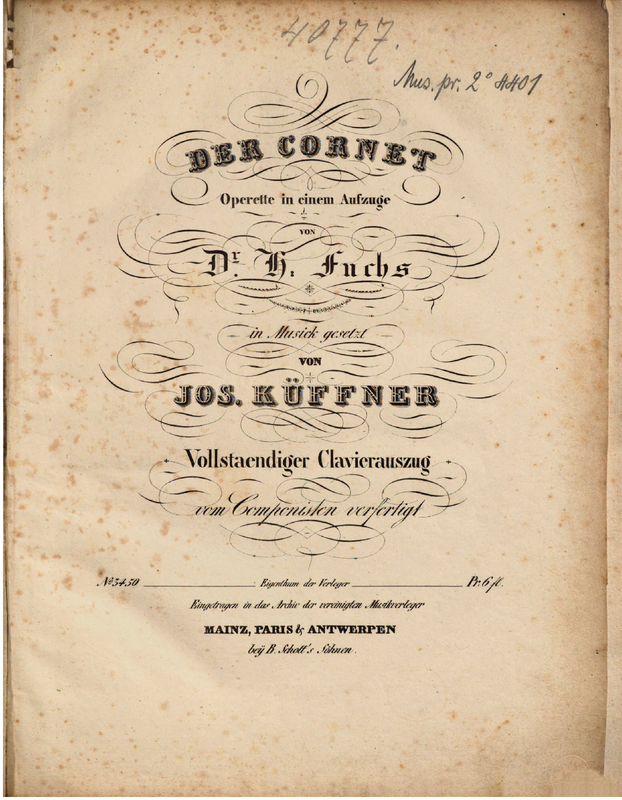 40777.
Mus. pr. 2° 4401
DER CORNET
Operette in einem Aufzuge
VON
Dr. H. Fuchs
in Musick gesetzt
VON
JOS. KÜFFNER
Vollstaendiger Clavierauszug
vom Componisten verfertigt
No. 3450 Eigenthum der Verleger Pr. 6 fl.
Eingetragen in das Archiv der vereinigten Musikverleger
MAINZ, PARIS & ANTWERPEN
beÿ B. Schott's Söhnen.